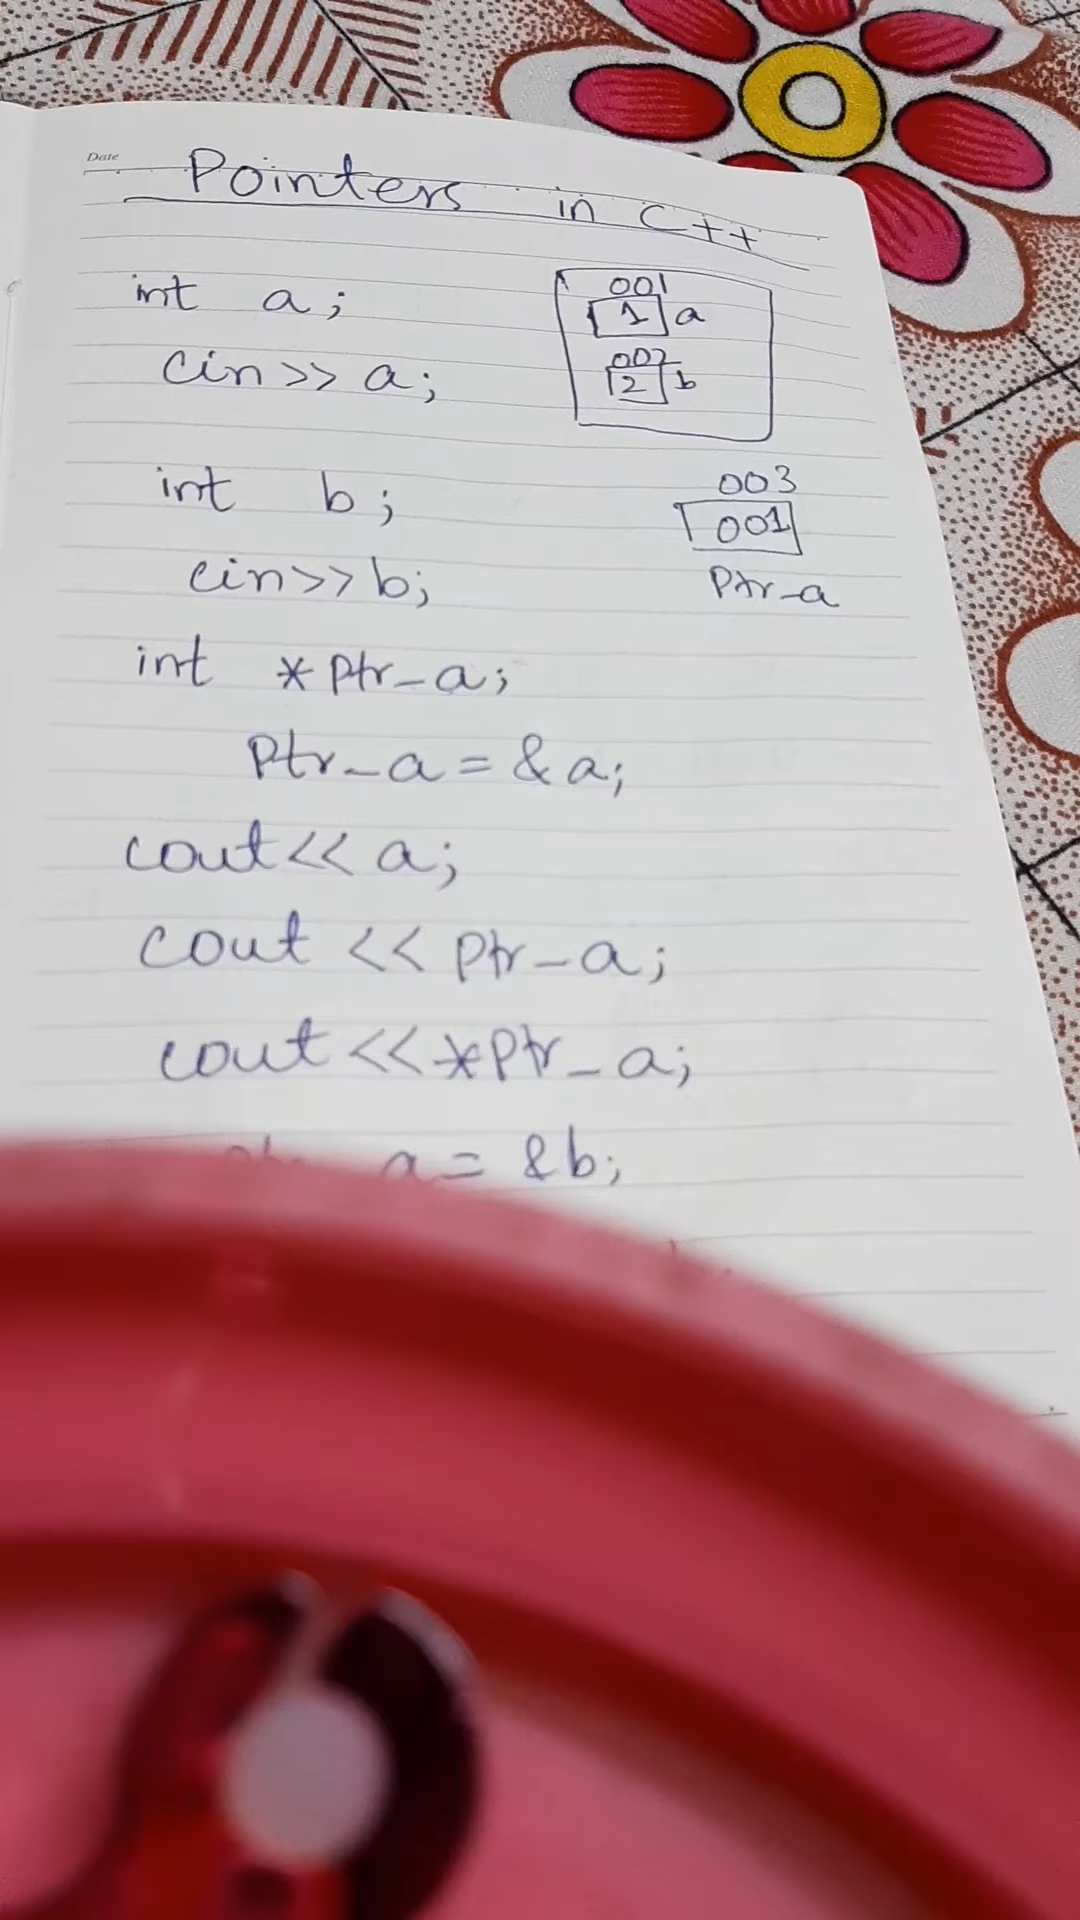 Date
Pointers in C++
int a;
cin>> a;
001
1 a
002
2 b
int b;
cin>> b;
003
001
Ptr_a
int *Ptr_a;
Ptr_a = &a;
cout<< a;
cout << Ptr_a;
cout <<*Ptr_a;
a = &b;